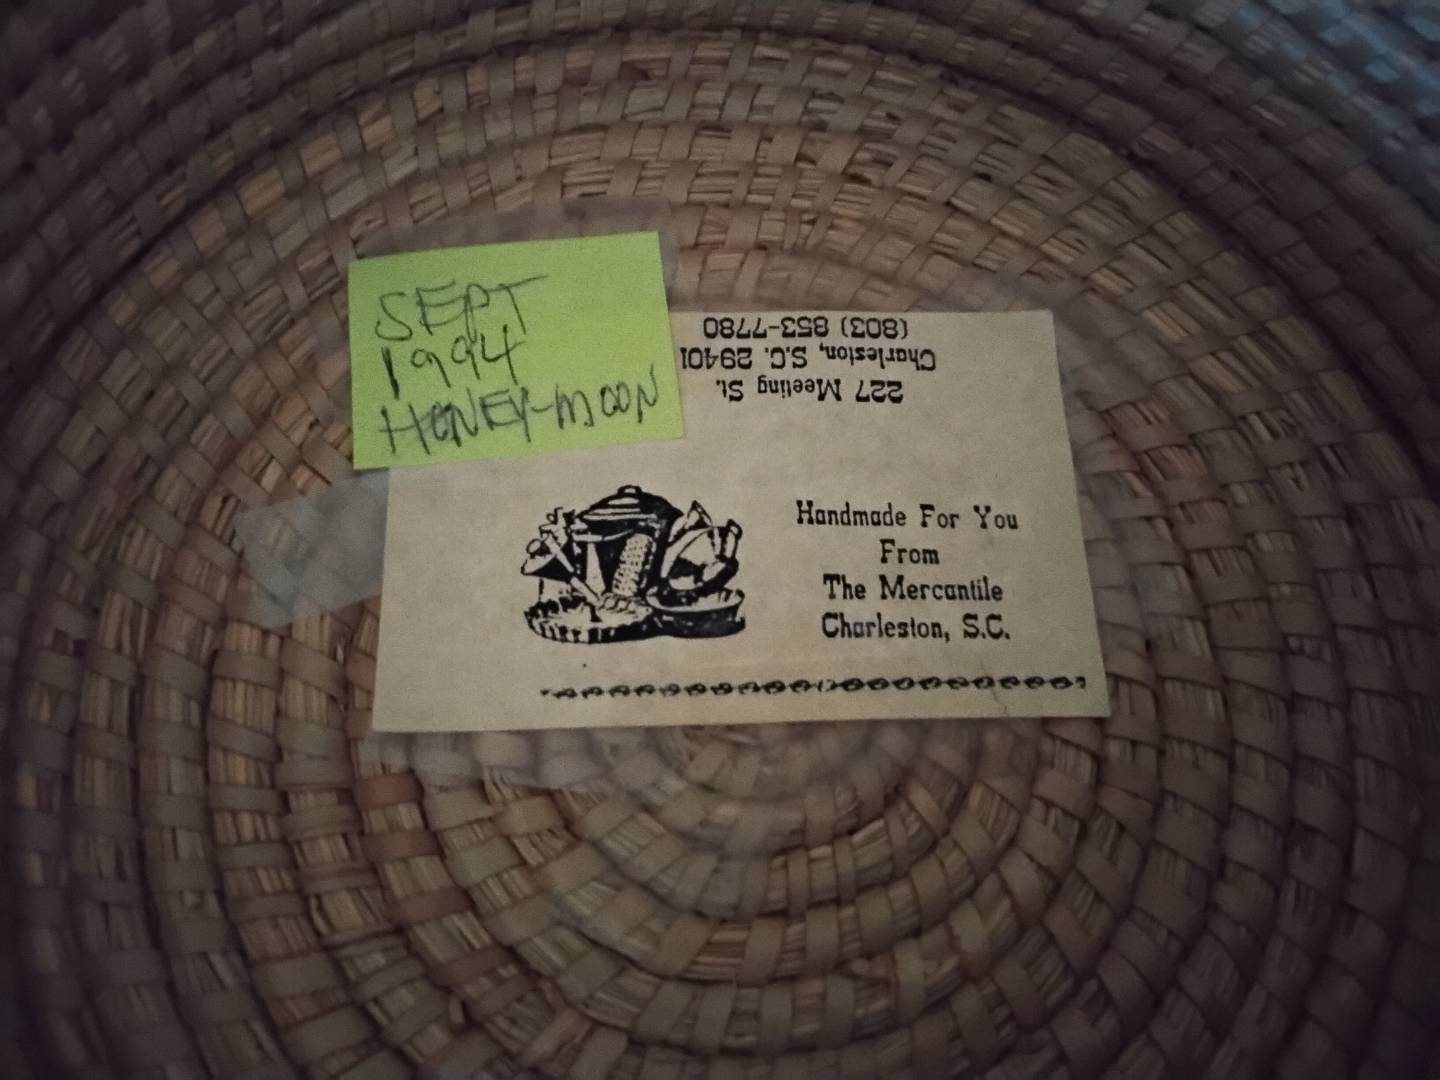 SEPT
1994
HONEY-MOON
(803) 853-7780
Charleston, S.C. 29401
227 Meeting St.
Handmade For You
From
The Mercantile
Charleston, S.C.